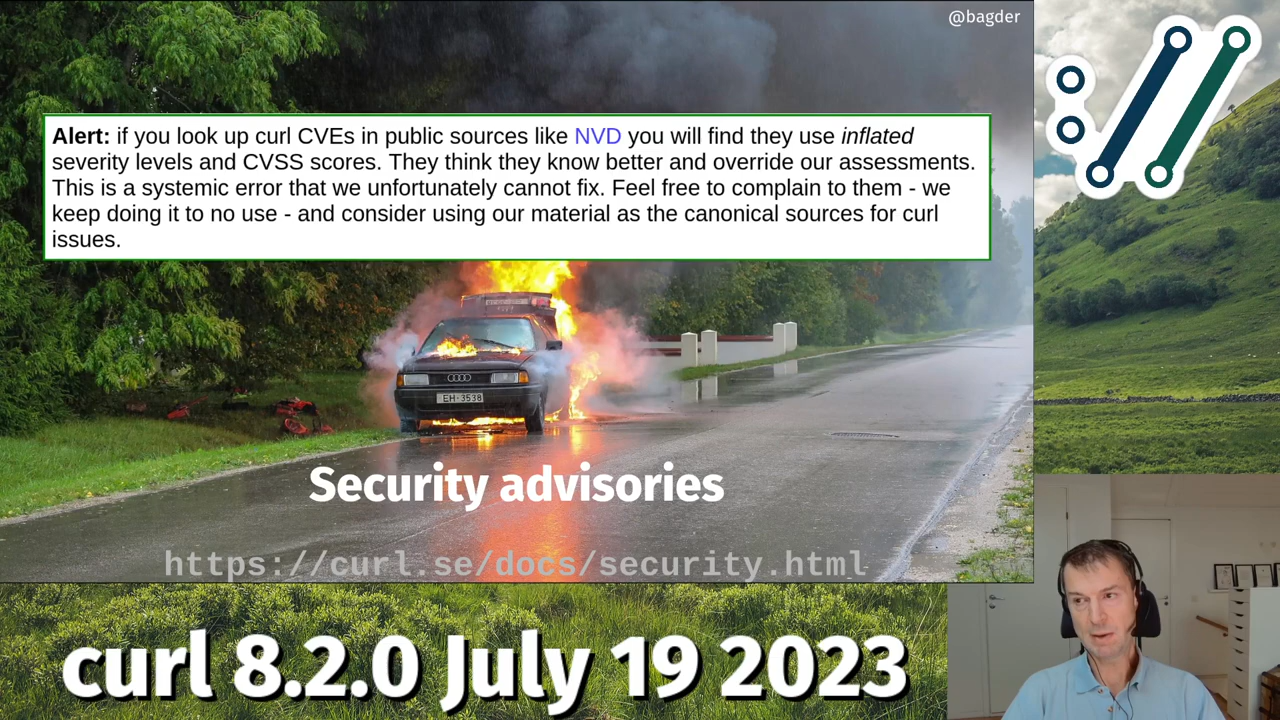 @bagder
Alert: if you look up curl CVEs in public sources like NVD you will find they use inflated
severity levels and CVSS scores. They think they know better and override our assessments.
This is a systemic error that we unfortunately cannot fix. Feel free to complain to them - we
keep doing it to no use - and consider using our material as the canonical sources for curl
issues.
EH·3538
Security advisories
https://curl.se/docs/security.html
curl 8.2.0 July 19 2023